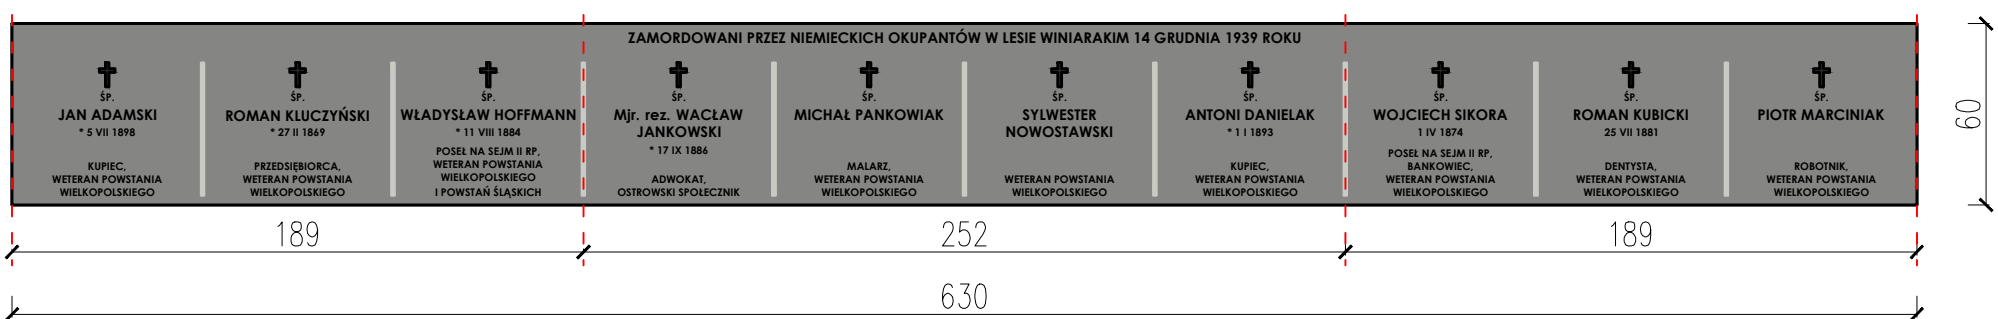 ZAMORDOWANI PRZEZ NIEMIECKICH OKUPANTÓW W LESIE WINIARAKIM 14 GRUDNIA 1939 ROKU
ŚP.
JAN ADAMSKI
* 5 VII 1898
KUPIEC,
WETERAN POWSTANIA
WIELKOPOLSKIEGO
ŚP.
ROMAN KLUCZYŃSKI
* 27 II 1869
PRZEDSIĘBIORCA,
WETERAN POWSTANIA
WIELKOPOLSKIEGO
ŚP.
WŁADYSŁAW HOFFMANN
* 11 VIII 1884
POSEŁ NA SEJM II RP,
WETERAN POWSTANIA
WIELKOPOLSKIEGO
I POWSTAŃ ŚLĄSKICH
ŚP.
Mjr. rez. WACŁAW
JANKOWSKI
* 17 IX 1886
ADWOKAT,
OSTROWSKI SPOŁECZNIK
ŚP.
MICHAŁ PANKOWIAK
MALARZ,
WETERAN POWSTANIA
WIELKOPOLSKIEGO
ŚP.
SYLWESTER
NOWOSTAWSKI
WETERAN POWSTANIA
WIELKOPOLSKIEGO
ŚP.
ANTONI DANIELAK
* 1 I 1893
KUPIEC,
WETERAN POWSTANIA
WIELKOPOLSKIEGO
ŚP.
WOJCIECH SIKORA
1 IV 1874
POSEŁ NA SEJM II RP,
BANKOWIEC,
WETERAN POWSTANIA
WIELKOPOLSKIEGO
ŚP.
ROMAN KUBICKI
25 VII 1881
DENTYSTA,
WETERAN POWSTANIA
WIELKOPOLSKIEGO
ŚP.
PIOTR MARCINIAK
ROBOTNIK,
WETERAN POWSTANIA
WIELKOPOLSKIEGO
60
189
252
189
630